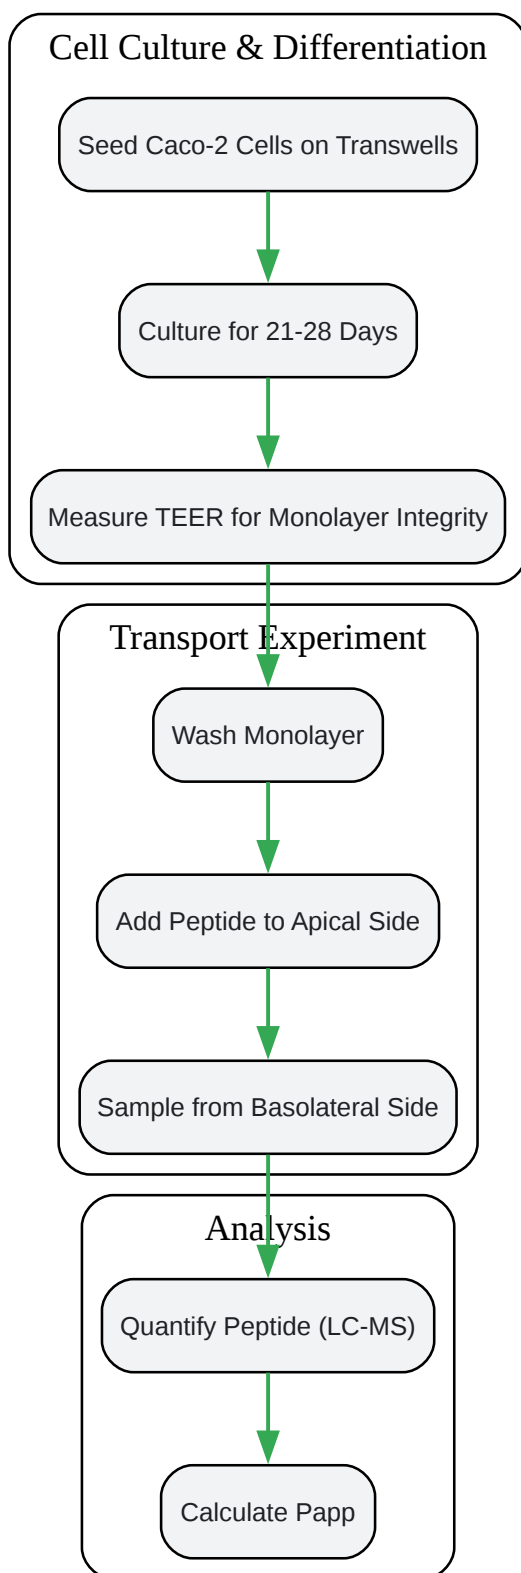 Cell Culture & Differentiation
Seed Caco-2 Cells on Transwells
Culture for 21-28 Days
Measure TEER for Monolayer Integrity
Transport Experiment
Wash Monolayer
Add Peptide to Apical Side
Sample from Basolateral Side
Analysis
Quantify Peptide (LC-MS)
Calculate Papp